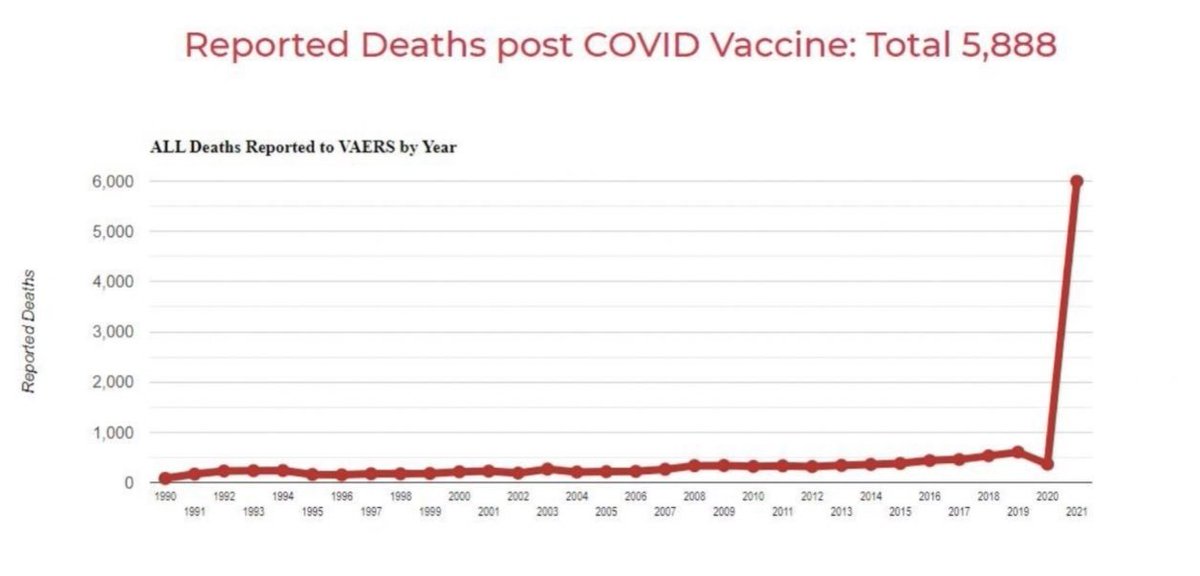 Reported Deaths post COVID Vaccine: Total 5,888
ALL Deaths Reported to VAERS by Year
Reported Deaths
6,000
5,000
4,000
3,000
2,000
1,000
0
1990 1992 1994 1996 1998 2000 2002 2004 2006 2008 2010 2012 2014 2016 2018 2020
1991 1993 1995 1997 1999 2001 2003 2005 2007 2009 2011 2013 2015 2017 2019 2021